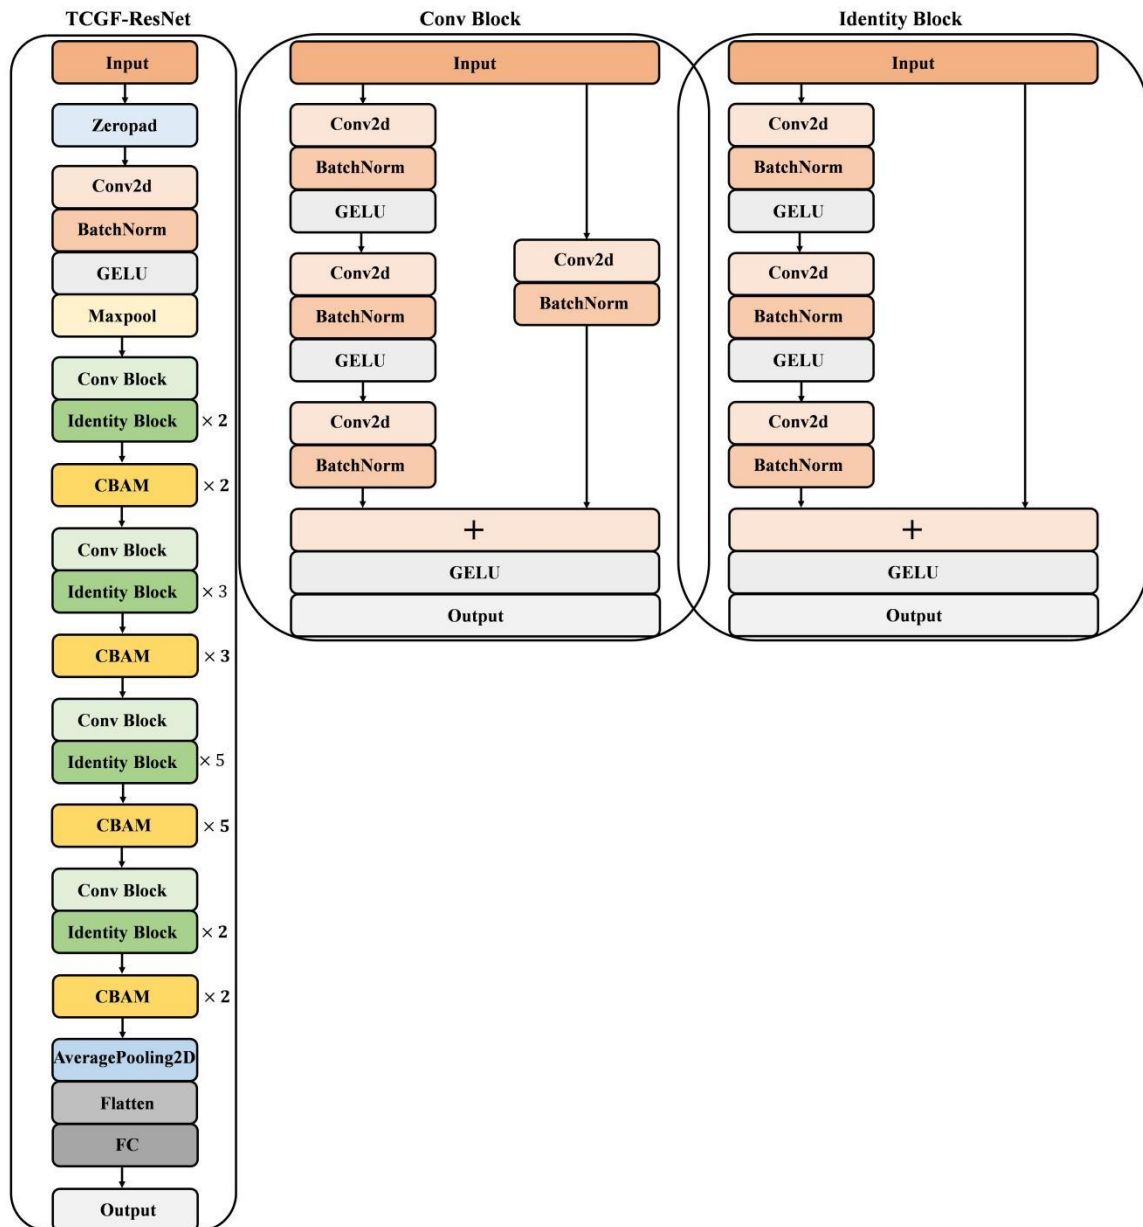 TCGF-ResNet
Input
Zeropad
Conv2d
BatchNorm
GELU
Maxpool
Conv Block
Identity Block × 2
CBAM × 2
Conv Block
Identity Block × 3
CBAM × 3
Conv Block
Identity Block × 5
CBAM × 5
Conv Block
Identity Block × 2
CBAM × 2
AveragePooling2D
Flatten
FC
Output
Conv Block
Input
Conv2d
BatchNorm
GELU
Conv2d
BatchNorm
GELU
Conv2d
BatchNorm
Conv2d
BatchNorm
+
GELU
Output
Identity Block
Input
Conv2d
BatchNorm
GELU
Conv2d
BatchNorm
GELU
Conv2d
BatchNorm
+
GELU
Output